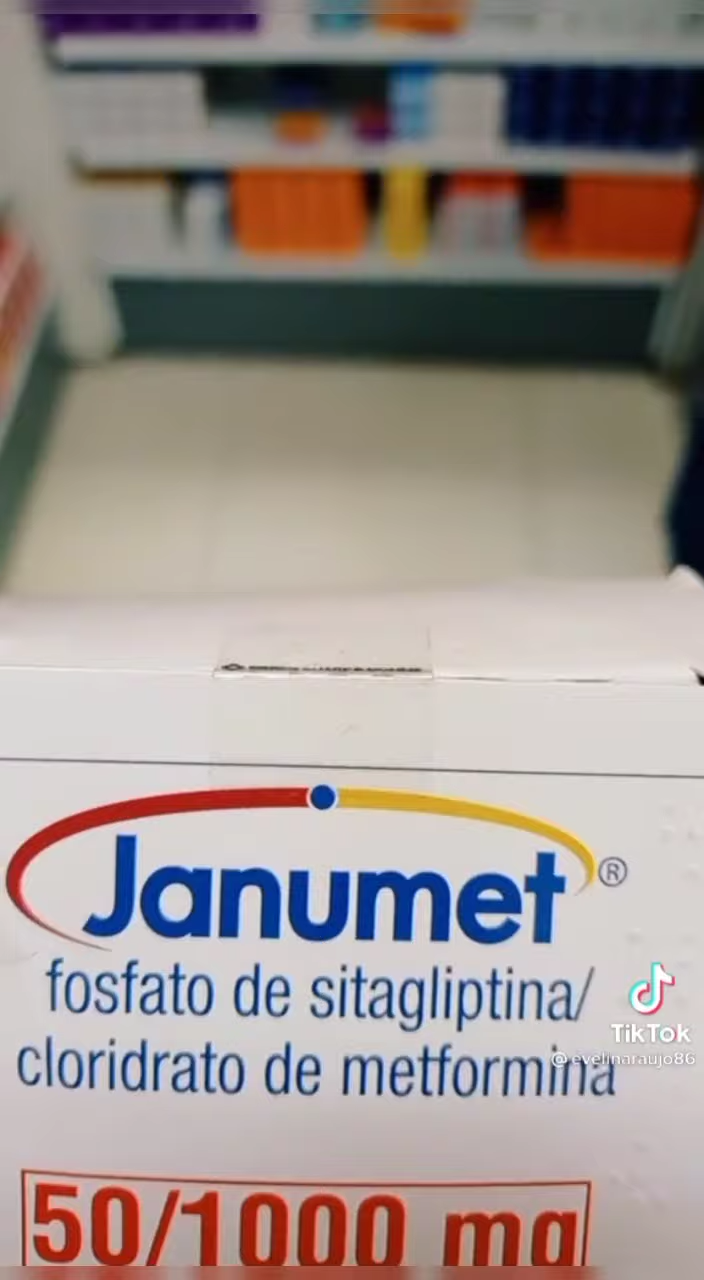 Janumet®
fosfato de sitagliptina/
cloridrato de metformina
50/1000 mg
TikTok
@evelinaraujo86